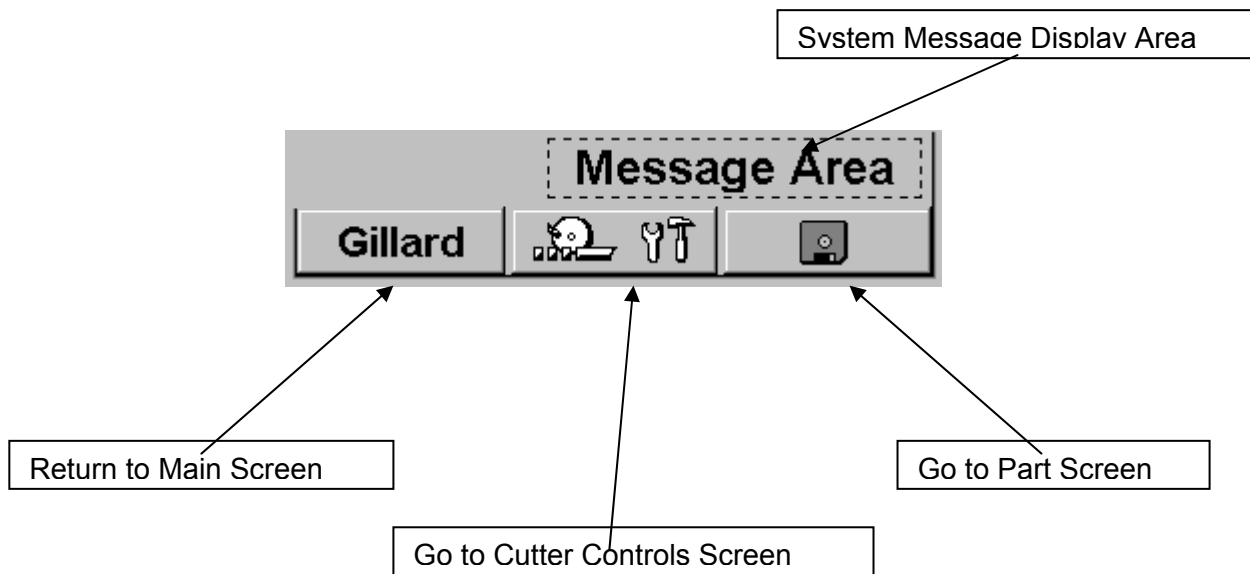 System Message Display Area
Message Area
Gillard
Return to Main Screen
Go to Part Screen
Go to Cutter Controls Screen